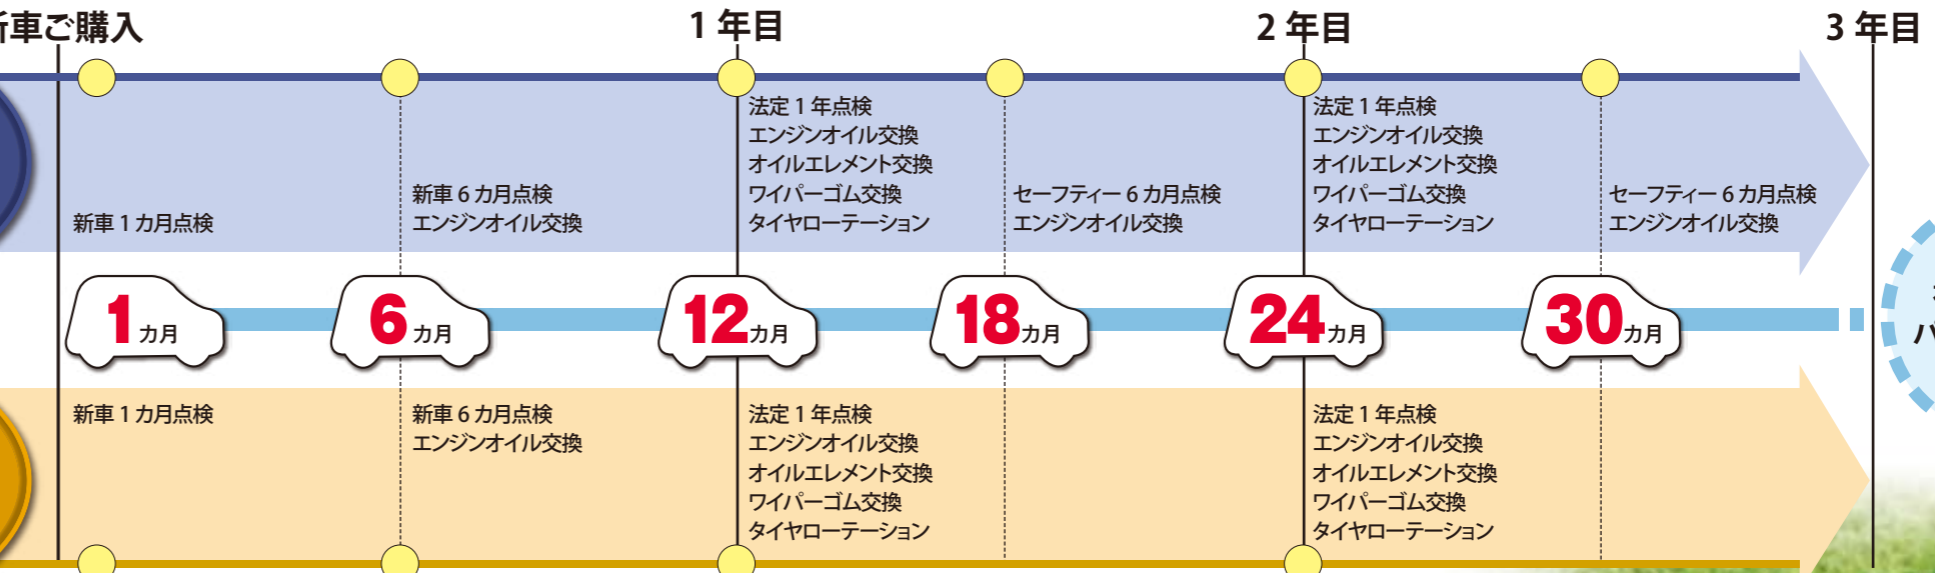 新車ご購入
1 年目
2 年目
3 年目
新車 1 カ月点検
新車 6 カ月点検
エンジンオイル交換
法定 1 年点検
エンジンオイル交換
オイルエレメント交換
ワイパーゴム交換
タイヤローテーション
セーフティー 6 カ月点検
エンジンオイル交換
法定 1 年点検
エンジンオイル交換
オイルエレメント交換
ワイパーゴム交換
タイヤローテーション
セーフティー 6 カ月点検
エンジンオイル交換
1カ月
6カ月
12カ月
18カ月
24カ月
30カ月
新車 1 カ月点検
新車 6 カ月点検
エンジンオイル交換
法定 1 年点検
エンジンオイル交換
オイルエレメント交換
ワイパーゴム交換
タイヤローテーション
法定 1 年点検
エンジンオイル交換
オイルエレメント交換
ワイパーゴム交換
タイヤローテーション